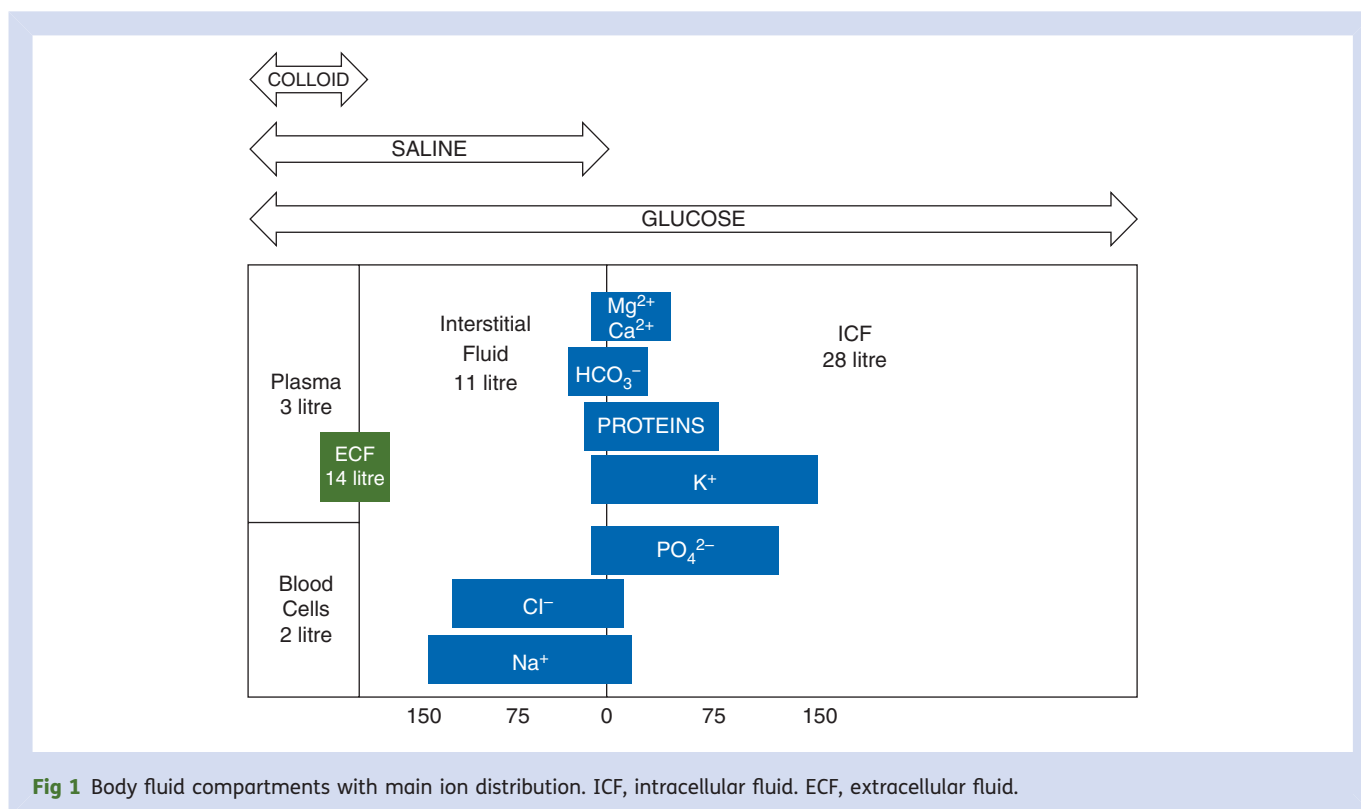 COLLOID
SALINE
GLUCOSE
Plasma
3 litre
ECF
14 litre
Blood
Cells
2 litre
Interstitial
Fluid
11 litre
Mg²⁺
Ca²⁺
HCO₃⁻
PROTEINS
K⁺
PO₄²⁻
Cl⁻
Na⁺
ICF
28 litre
150 75 0 75 150
Fig 1 Body fluid compartments with main ion distribution. ICF, intracellular fluid. ECF, extracellular fluid.